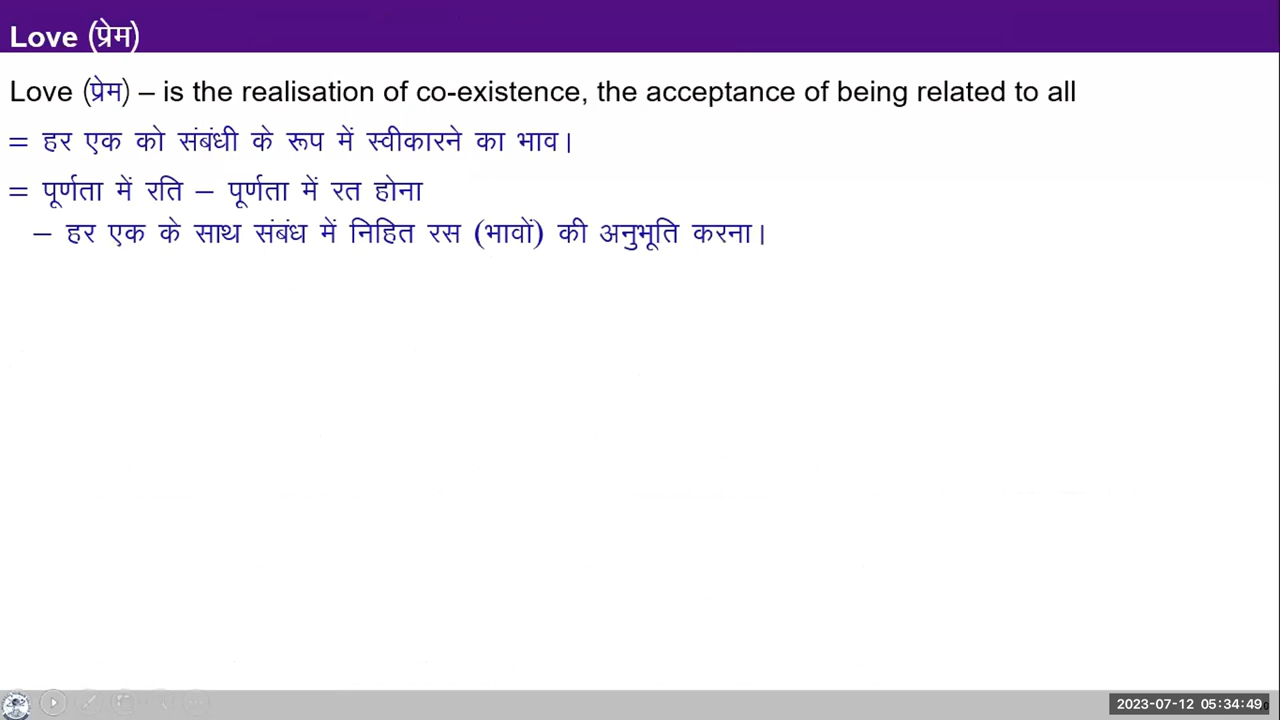 Love (प्रेम)
Love (प्रेम) – is the realisation of co-existence, the acceptance of being related to all
= हर एक को संबंधी के रूप में स्वीकारने का भाव।
= पूर्णता में रति – पूर्णता में रत होना
– हर एक के साथ संबंध में निहित रस (भावों) की अनुभूति करना।
2023-07-12 05:34:49